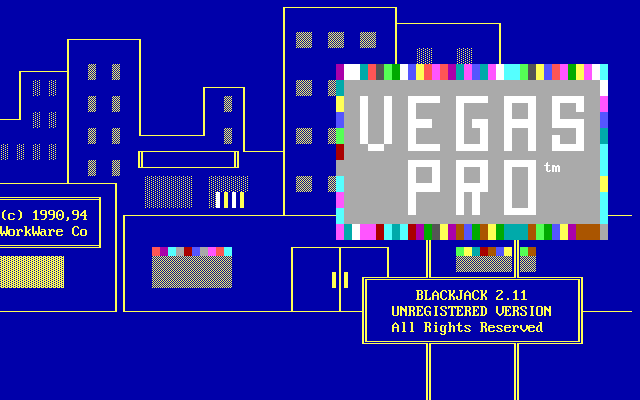 VEGAS
PRO tm
(c) 1990,94
WorkWare Co
BLACKJACK 2.11
UNREGISTERED VERSION
All Rights Reserved